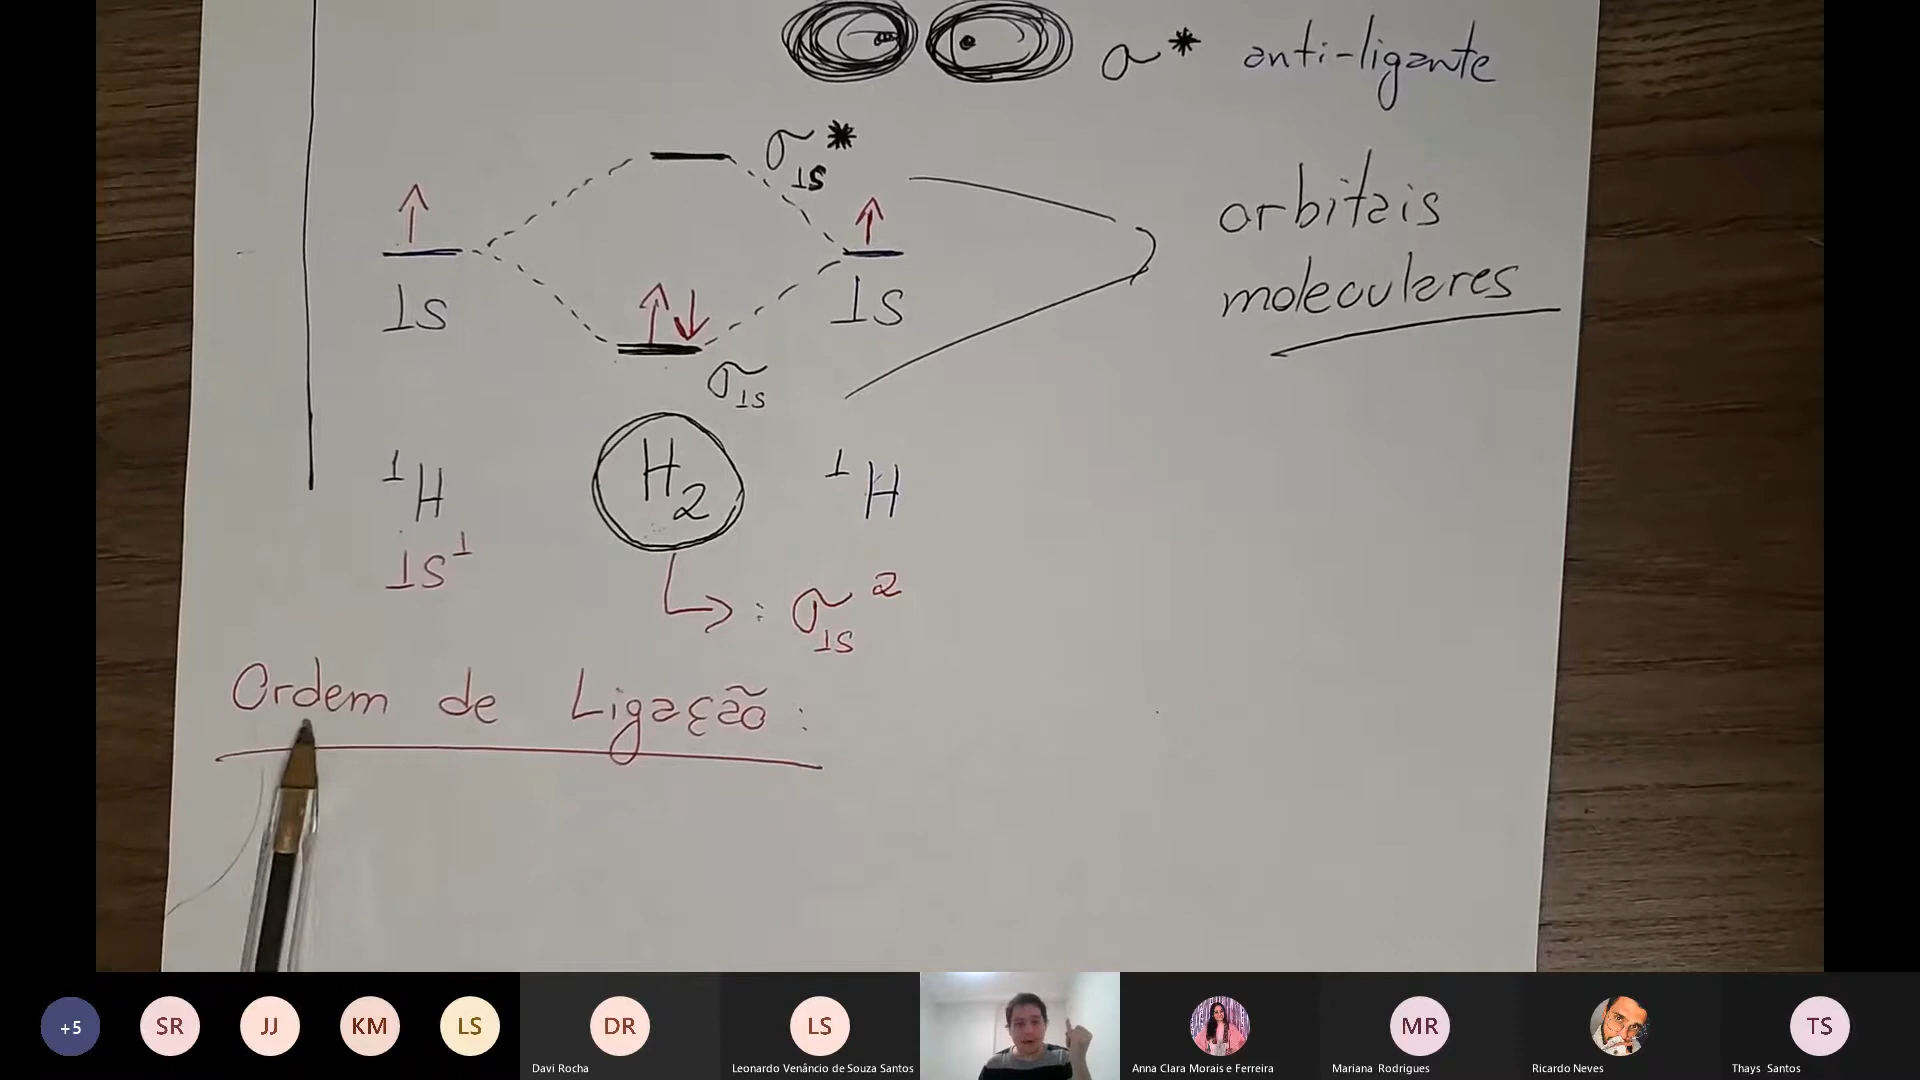 σ* anti-ligante
σ1s*
orbitais
moleculares
1s
1s
σ1s
1H
H2
1H
1s1
: σ1s2
Ordem de Ligação:
+5
SR
JJ
KM
LS
DR
LS
MR
TS
Davi Rocha
Leonardo Venâncio de Souza Santos
Anna Clara Morais e Ferreira
Mariana Rodrigues
Ricardo Neves
Thays Santos